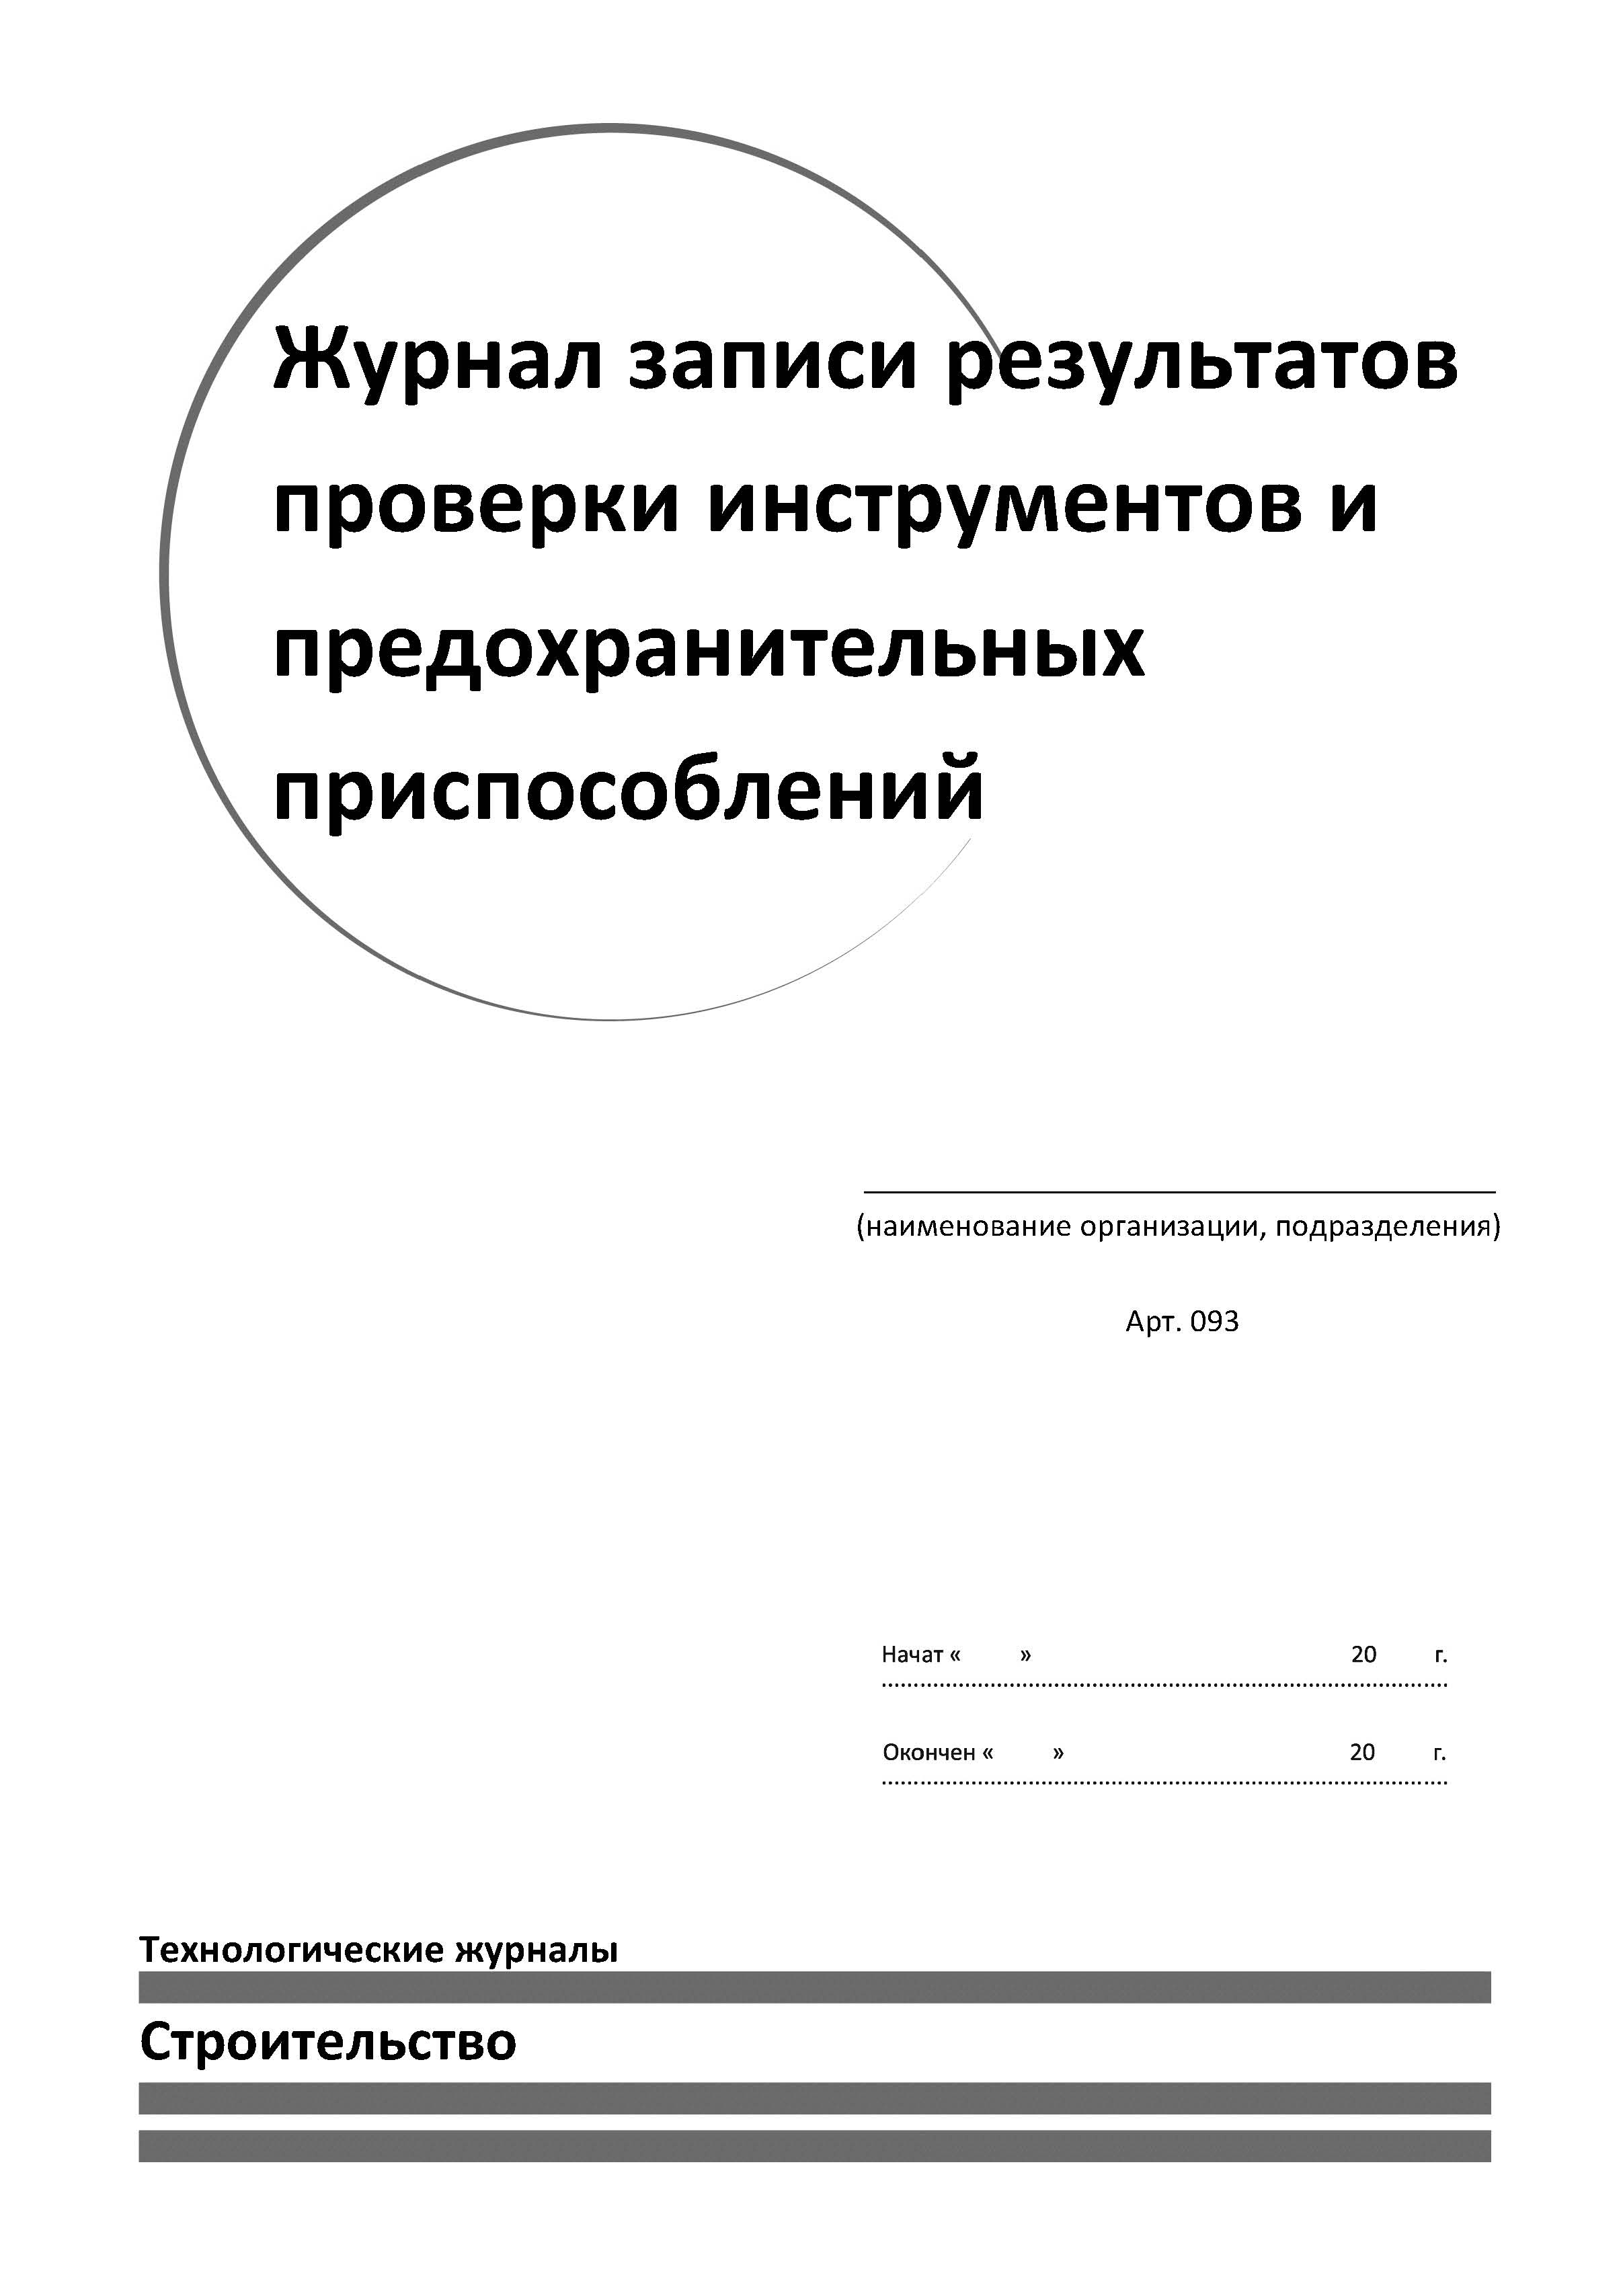 Журнал записи результатов
проверки инструментов и
предохранительных
приспособлений
(наименование организации, подразделения)
Арт. 093
Начат « » 20 г.
Окончен « » 20 г.
Технологические журналы
Строительство